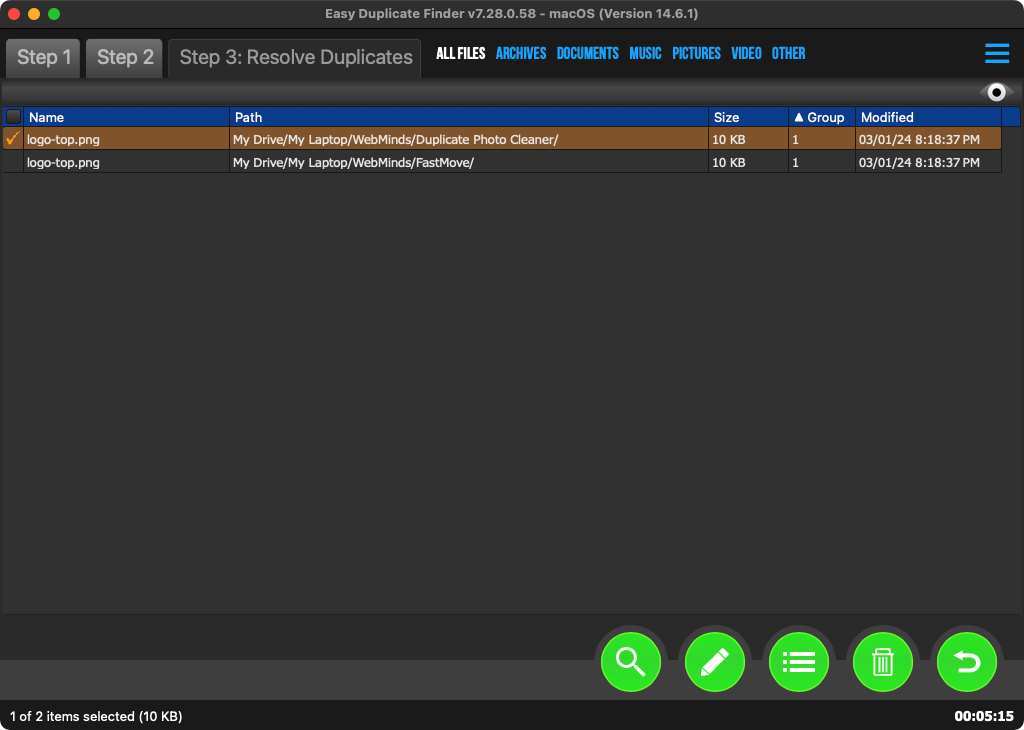 Easy Duplicate Finder v7.28.0.58 - macOS (Version 14.6.1)
Step 1 Step 2 Step 3: Resolve Duplicates ALL FILES ARCHIVES DOCUMENTS MUSIC PICTURES VIDEO OTHER
Name Path Size ▲ Group Modified
logo-top.png My Drive/My Laptop/WebMinds/Duplicate Photo Cleaner/ 10 KB 1 03/01/24 8:18:37 PM
logo-top.png My Drive/My Laptop/WebMinds/FastMove/ 10 KB 1 03/01/24 8:18:37 PM
1 of 2 items selected (10 KB) 00:05:15